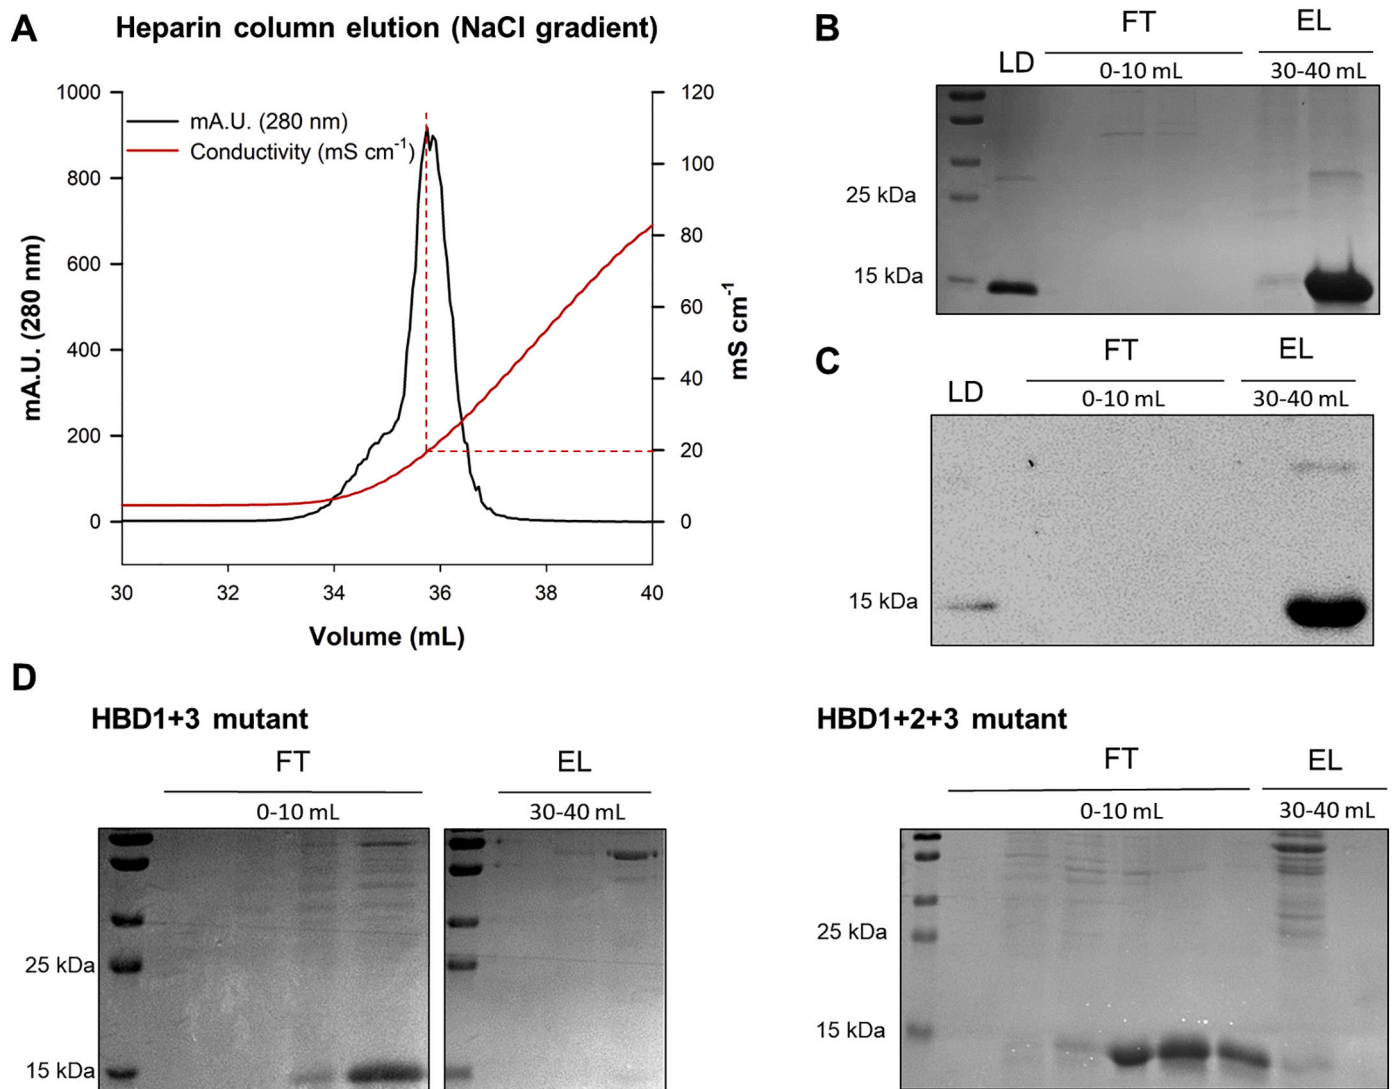 A
Heparin column elution (NaCl gradient)
1000
800
600
400
200
0
mA.U. (280 nm)
mA.U. (280 nm)
Conductivity (mS cm⁻¹)
120
100
80
60
40
20
0
mS cm⁻¹
30
32
34
36
38
40
Volume (mL)
B
FT
EL
LD
0-10 mL
30-40 mL
25 kDa
15 kDa
C
FT
EL
LD
0-10 mL
30-40 mL
15 kDa
D
HBD1+3 mutant
FT
EL
0-10 mL
30-40 mL
25 kDa
15 kDa
HBD1+2+3 mutant
FT
EL
0-10 mL
30-40 mL
25 kDa
15 kDa